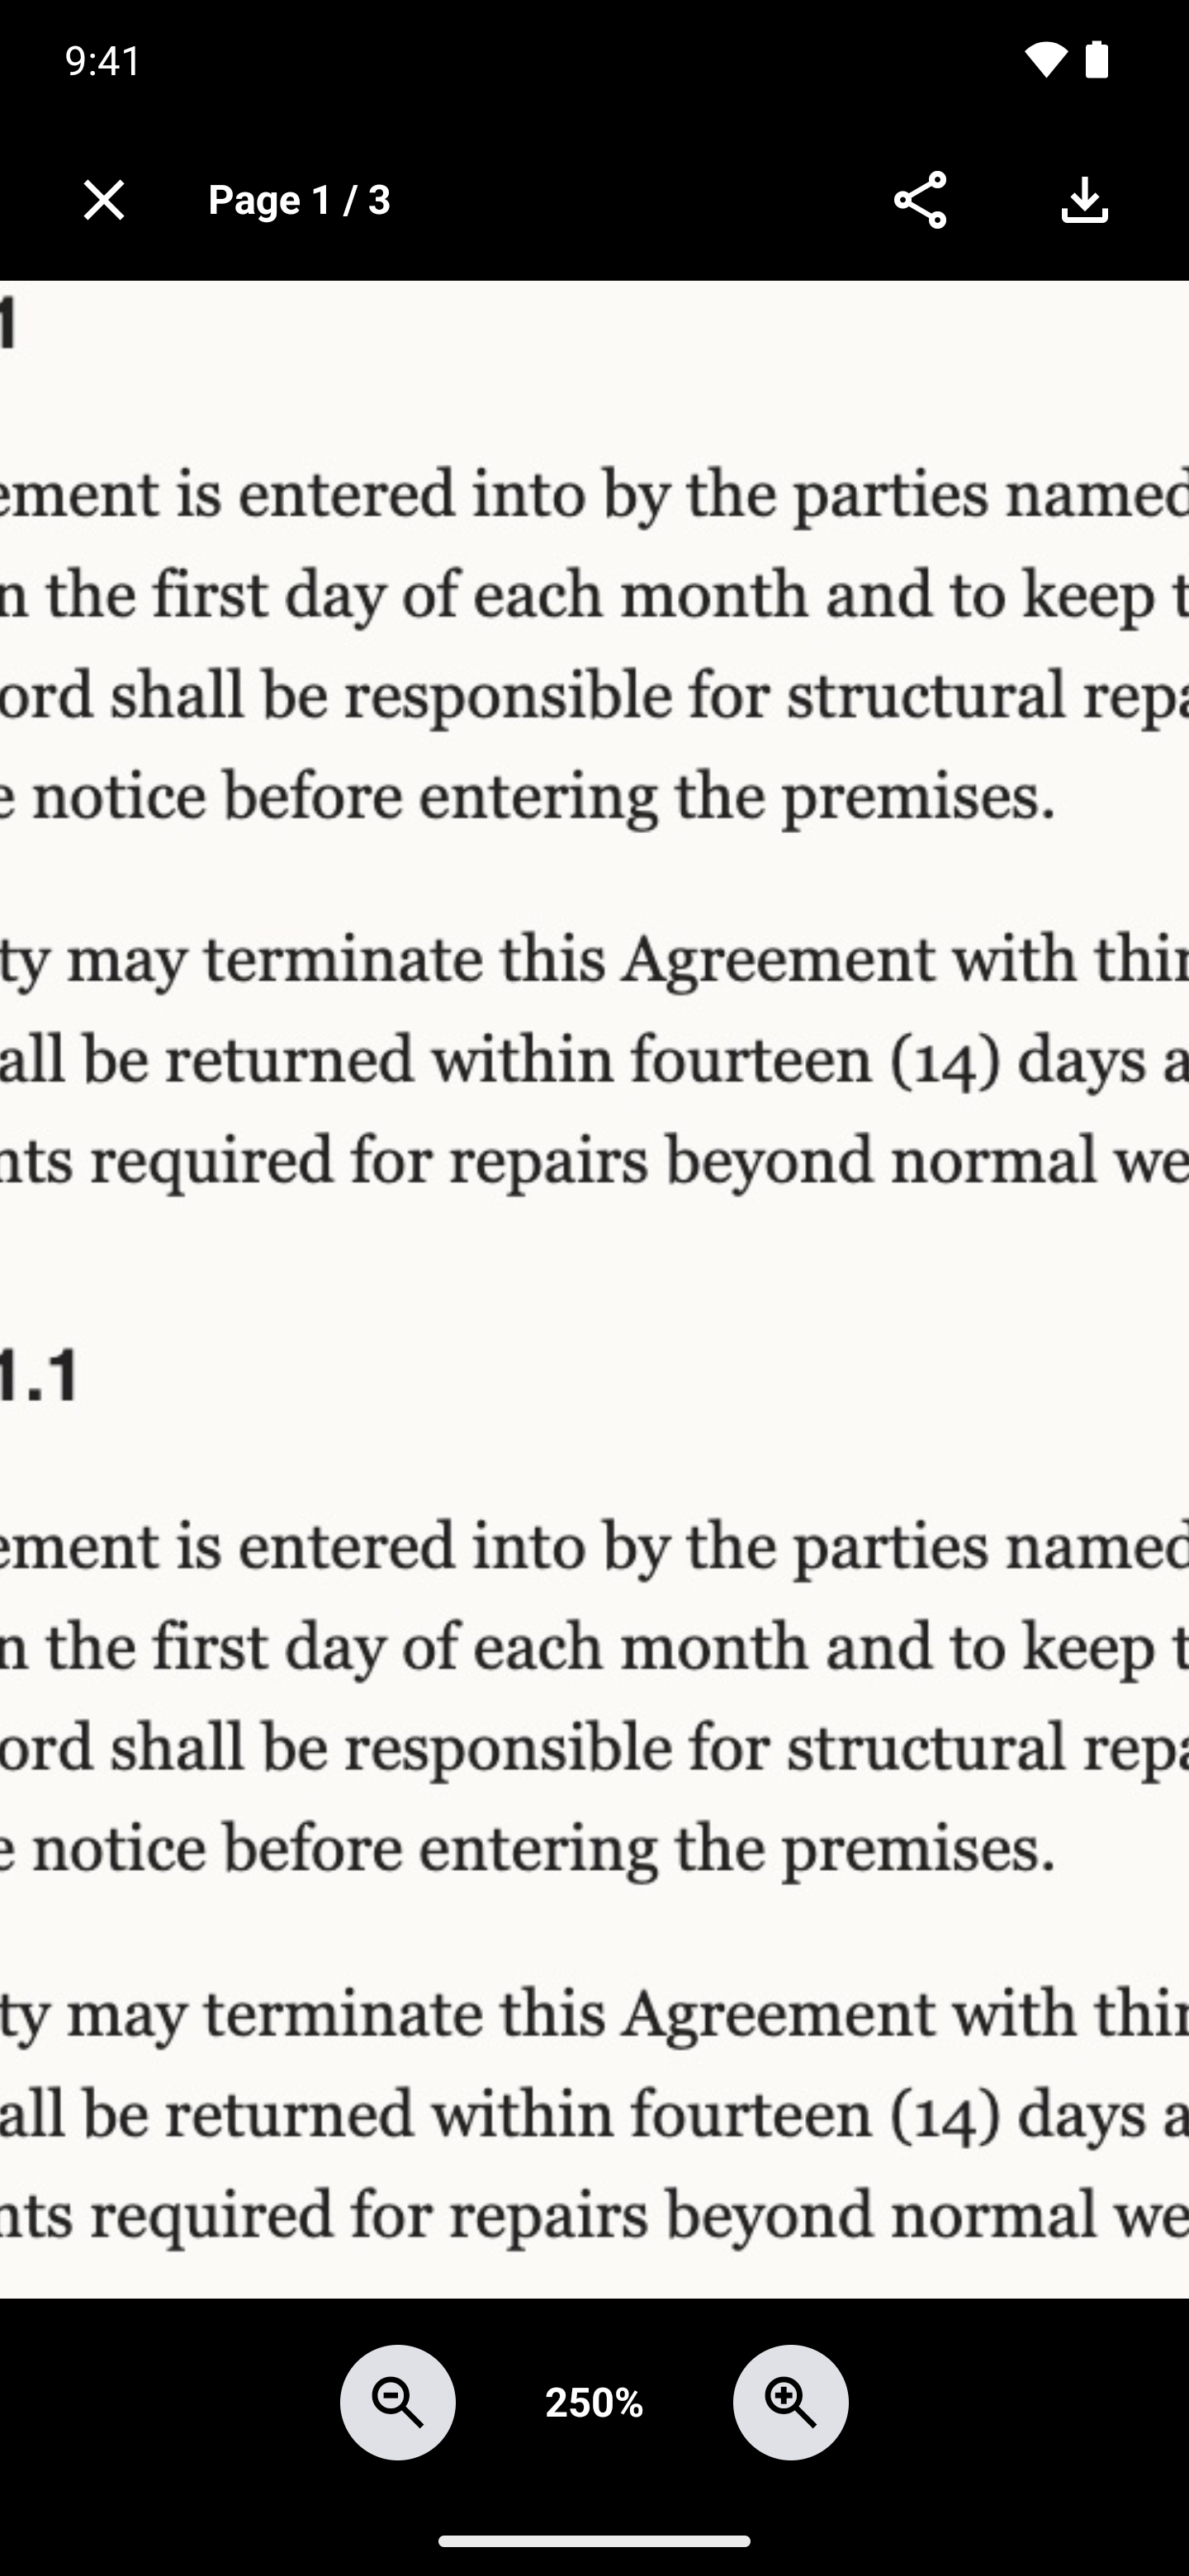 9:41
Page 1 / 3
1
ement is entered into by the parties named
n the first day of each month and to keep t
ord shall be responsible for structural repa
e notice before entering the premises.
ty may terminate this Agreement with thir
all be returned within fourteen (14) days a
nts required for repairs beyond normal we
1.1
ement is entered into by the parties named
n the first day of each month and to keep t
ord shall be responsible for structural repa
e notice before entering the premises.
ty may terminate this Agreement with thir
all be returned within fourteen (14) days a
nts required for repairs beyond normal we
250%